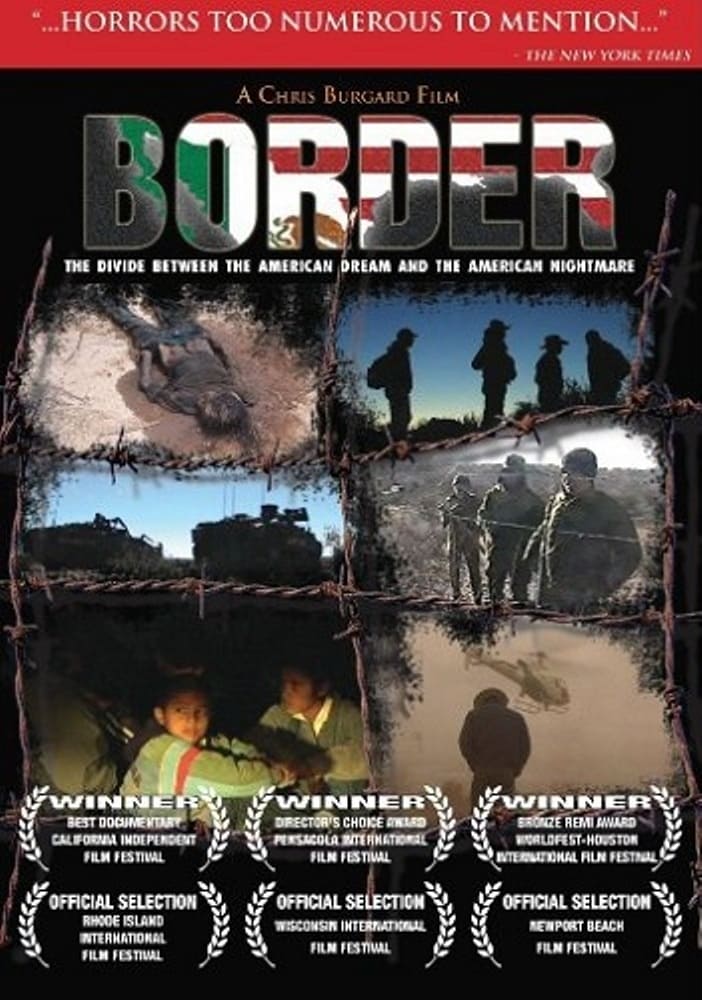 "...HORRORS TOO NUMEROUS TO MENTION..."
- THE NEW YORK TIMES
A CHRIS BURGARD FILM
BORDER
THE DIVIDE BETWEEN THE AMERICAN DREAM AND THE AMERICAN NIGHTMARE
WINNER
BEST DOCUMENTARY
CALIFORNIA INDEPENDENT
FILM FESTIVAL
WINNER
DIRECTOR'S CHOICE AWARD
PENSACOLA INTERNATIONAL
FILM FESTIVAL
WINNER
BRONZE REMI AWARD
WORLDFEST-HOUSTON
INTERNATIONAL FILM FESTIVAL
OFFICIAL SELECTION
RHODE ISLAND
INTERNATIONAL
FILM FESTIVAL
OFFICIAL SELECTION
WISCONSIN INTERNATIONAL
FILM FESTIVAL
OFFICIAL SELECTION
NEWPORT BEACH
FILM FESTIVAL